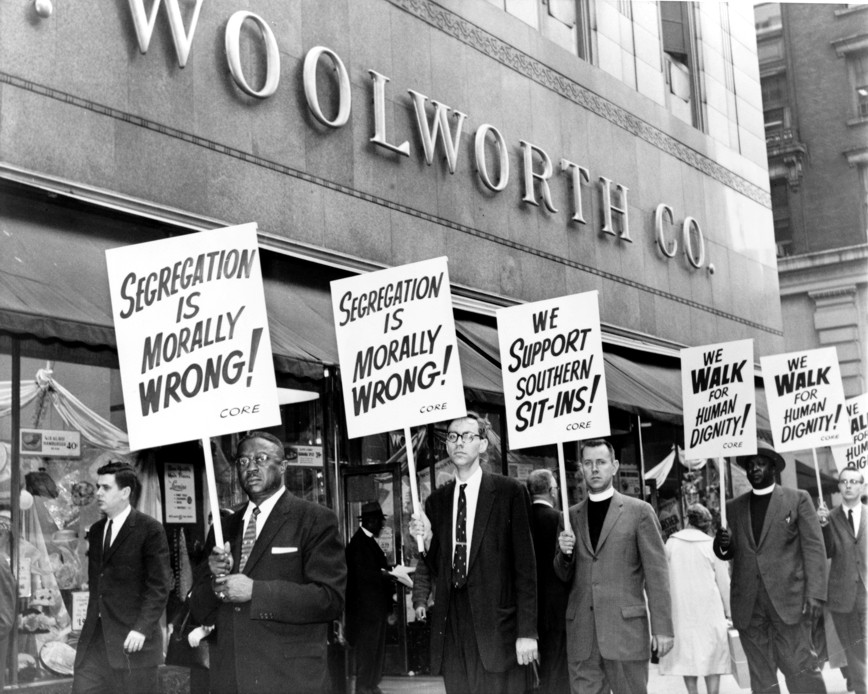 WOOLWORTH CO.
SEGREGATION
IS
MORALLY
WRONG!
CORE
SEGREGATION
IS
MORALLY
WRONG!
CORE
WE
SUPPORT
SOUTHERN
SIT-INS!
CORE
WE
WALK
FOR
HUMAN
DIGNITY!
CORE
WE
WALK
FOR
HUMAN
DIGNITY!
CORE
40¢